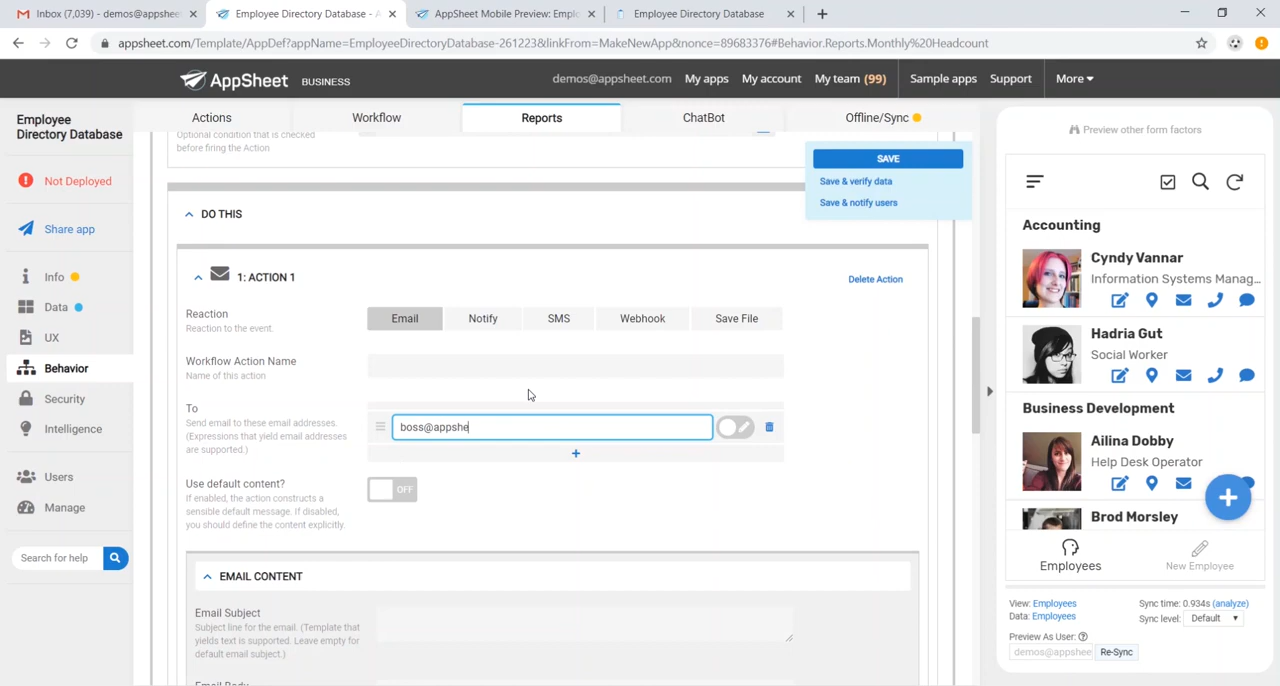 Inbox (7,039) - demos@appsheet
Employee Directory Database - A
AppSheet Mobile Preview: Emplo
Employee Directory Database
appsheet.com/Template/AppDef?appName=EmployeeDirectoryDatabase-261223&linkFrom=MakeNewApp&nonce=89683376#Behavior.Reports.Monthly%20Headcount
AppSheet BUSINESS
demos@appsheet.com
My apps
My account
My team (99)
Sample apps
Support
More
Employee
Directory Database
Not Deployed
Share app
Info
Data
UX
Behavior
Security
Intelligence
Users
Manage
Search for help
Actions
Workflow
Reports
ChatBot
Offline/Sync
Optional condition that is checked
before firing the Action
SAVE
Save & verify data
Save & notify users
DO THIS
1: ACTION 1
Delete Action
Reaction
Reaction to the event.
Email
Notify
SMS
Webhook
Save File
Workflow Action Name
Name of this action
To
Send email to these email addresses.
(Expressions that yield email addresses
are supported.)
boss@appshe
+
Use default content?
If enabled, the action constructs a
sensible default message. If disabled,
you should define the content explicitly.
OFF
EMAIL CONTENT
Email Subject
Subject line for the email. (Template that
yields text is supported. Leave empty for
default email subject.)
Email Body
Preview other form factors
Accounting
Cyndy Vannar
Information Systems Manag...
Hadria Gut
Social Worker
Business Development
Ailina Dobby
Help Desk Operator
Brod Morsley
Employees
New Employee
View: Employees
Data: Employees
Sync time: 0.934s (analyze)
Sync level: Default
Preview As User:
demos@appshee
Re-Sync